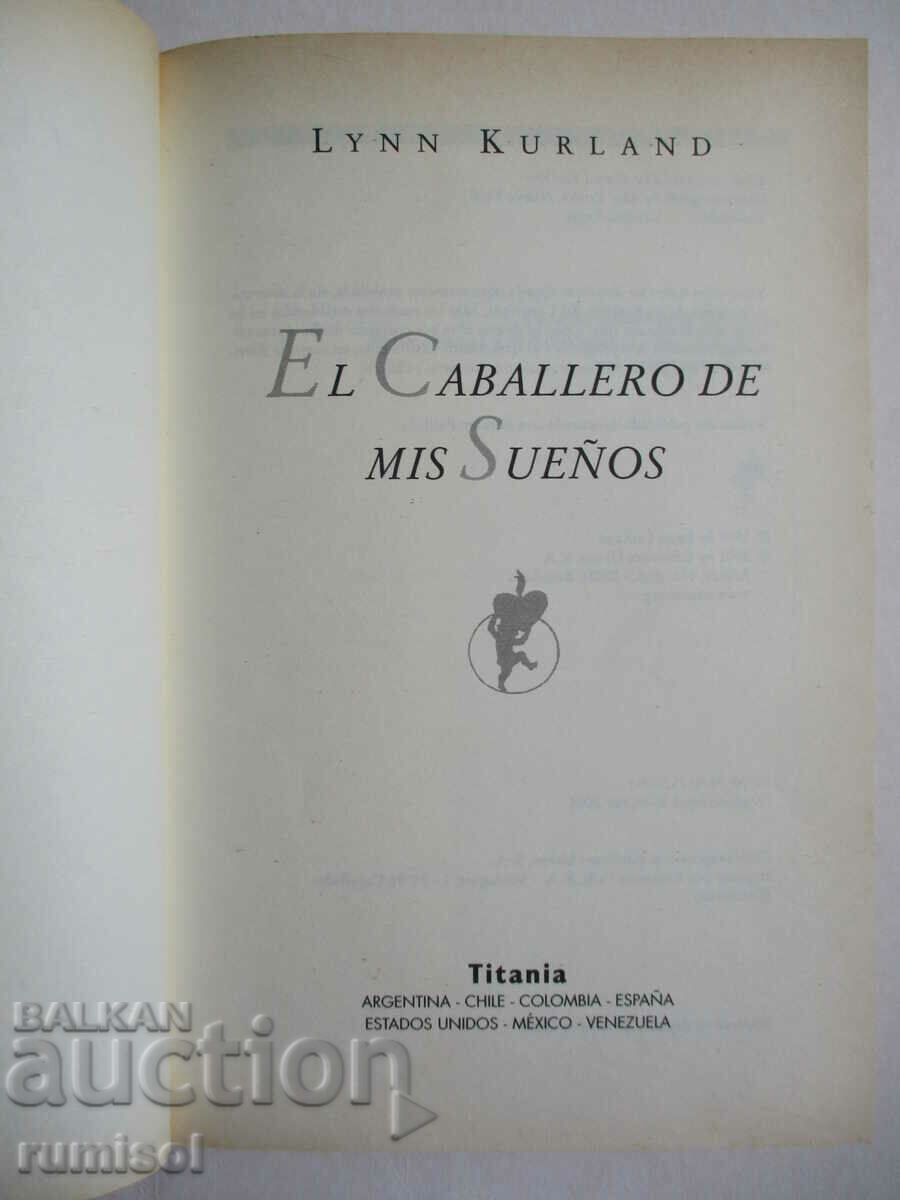 LYNN KURLAND
EL CABALLERO DE
MIS SUEÑOS
Titania
ARGENTINA - CHILE - COLOMBIA - ESPAÑA
ESTADOS UNIDOS - MÉXICO - VENEZUELA
BALKAN
auction
rumisol